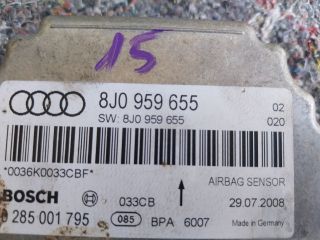 15
8J0 959 655
02
SW: 8J0 959 655
020
*0036K0033CBF*
AIRBAG SENSOR
BOSCH
033CB
29.07.2008
0 285 001 795
085
BPA 6007
Made in Germany